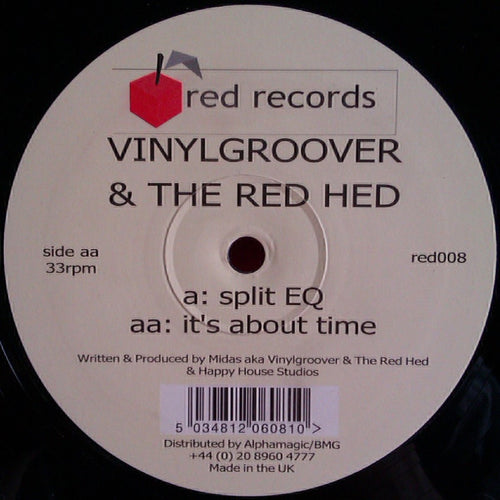 red records
VINYLGROOVER
& THE RED HED
side aa
33rpm
red008
a: split EQ
aa: it's about time
Written & Produced by Midas aka Vinylgroover & The Red Hed
& Happy House Studios
5 034812 060810 >
Distributed by Alphamagic/BMG
+44 (0) 20 8960 4777
Made in the UK